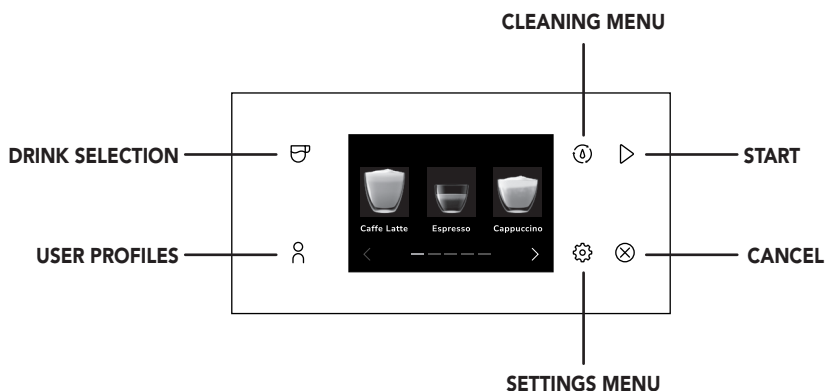 CLEANING MENU
DRINK SELECTION
START
Caffe Latte Espresso Cappuccino
USER PROFILES
CANCEL
SETTINGS MENU